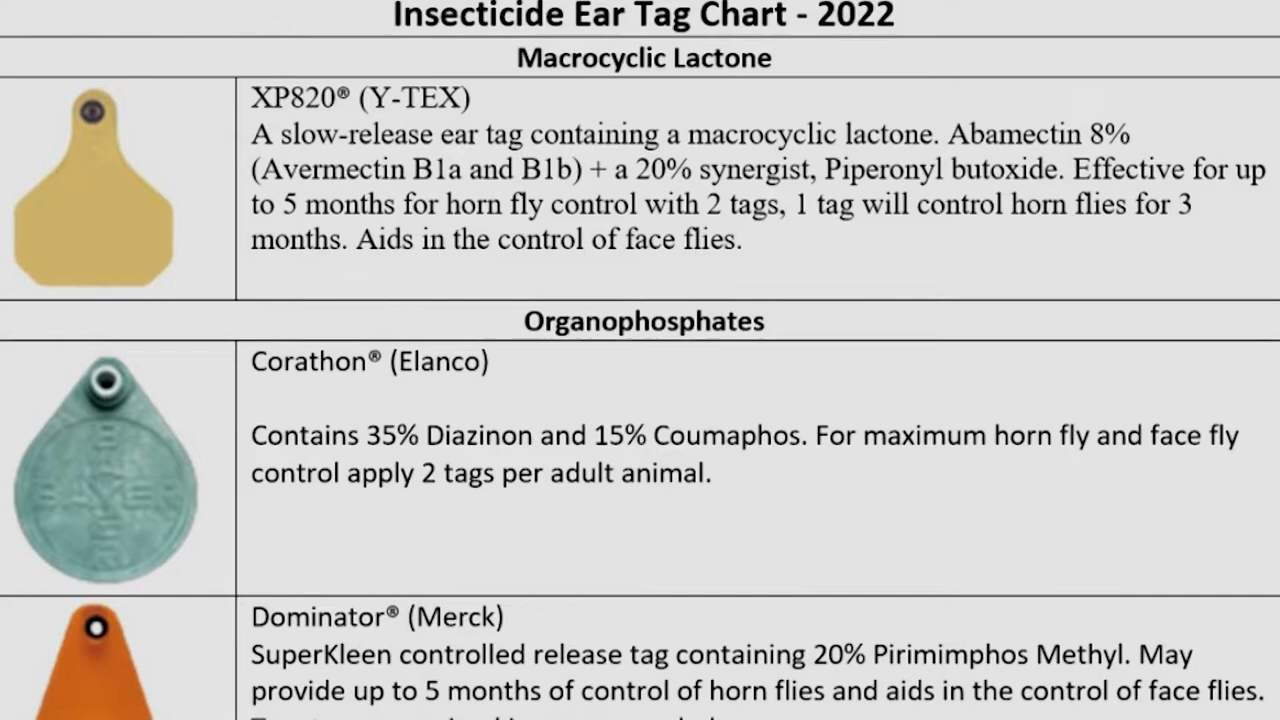 Insecticide Ear Tag Chart - 2022
Macrocyclic Lactone
XP820® (Y-TEX)
A slow-release ear tag containing a macrocyclic lactone. Abamectin 8%
(Avermectin B1a and B1b) + a 20% synergist, Piperonyl butoxide. Effective for up
to 5 months for horn fly control with 2 tags, 1 tag will control horn flies for 3
months. Aids in the control of face flies.
Organophosphates
Corathon® (Elanco)
Contains 35% Diazinon and 15% Coumaphos. For maximum horn fly and face fly
control apply 2 tags per adult animal.
Dominator® (Merck)
SuperKleen controlled release tag containing 20% Pirimimphos Methyl. May
provide up to 5 months of control of horn flies and aids in the control of face flies.